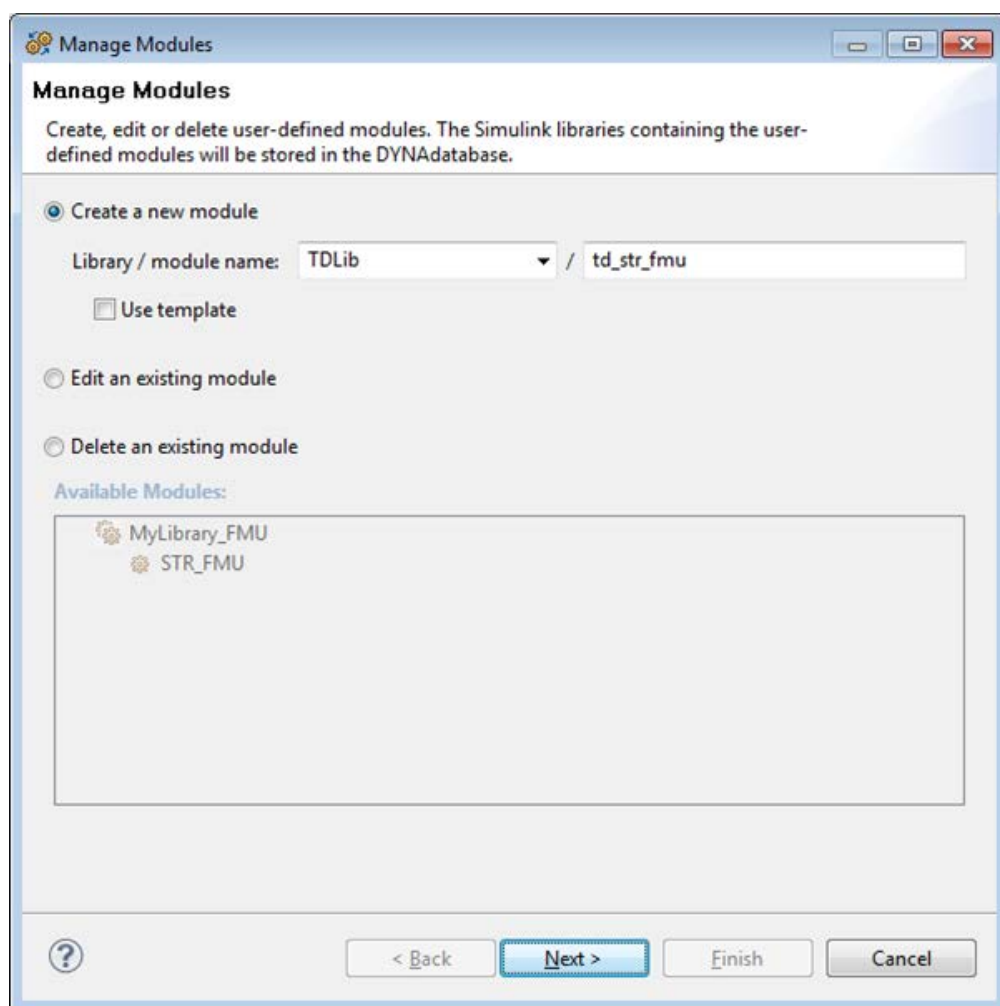 Manage Modules
Manage Modules
Create, edit or delete user-defined modules. The Simulink libraries containing the user-
defined modules will be stored in the DYNAdatabase.
Create a new module
Library / module name: TDLib / td_str_fmu
Use template
Edit an existing module
Delete an existing module
Available Modules:
MyLibrary_FMU
STR_FMU
? < Back Next > Finish Cancel